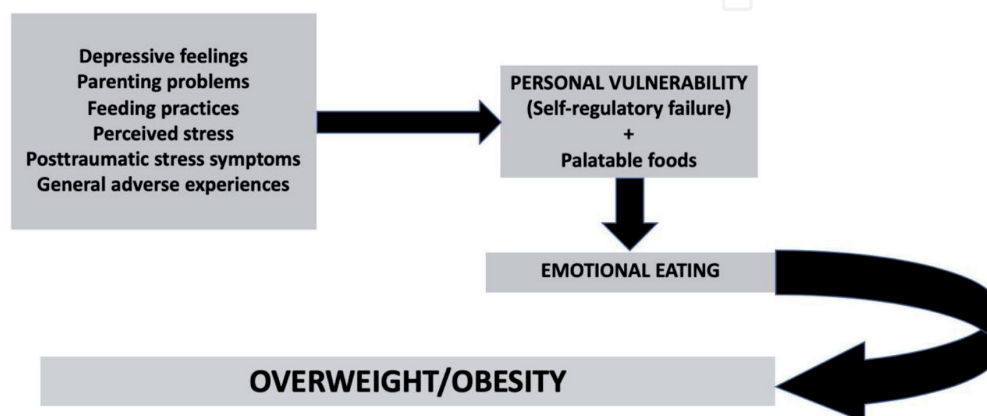 Depressive feelings
Parenting problems
Feeding practices
Perceived stress
Posttraumatic stress symptoms
General adverse experiences
PERSONAL VULNERABILITY
(Self-regulatory failure)
+
Palatable foods
EMOTIONAL EATING
OVERWEIGHT/OBESITY